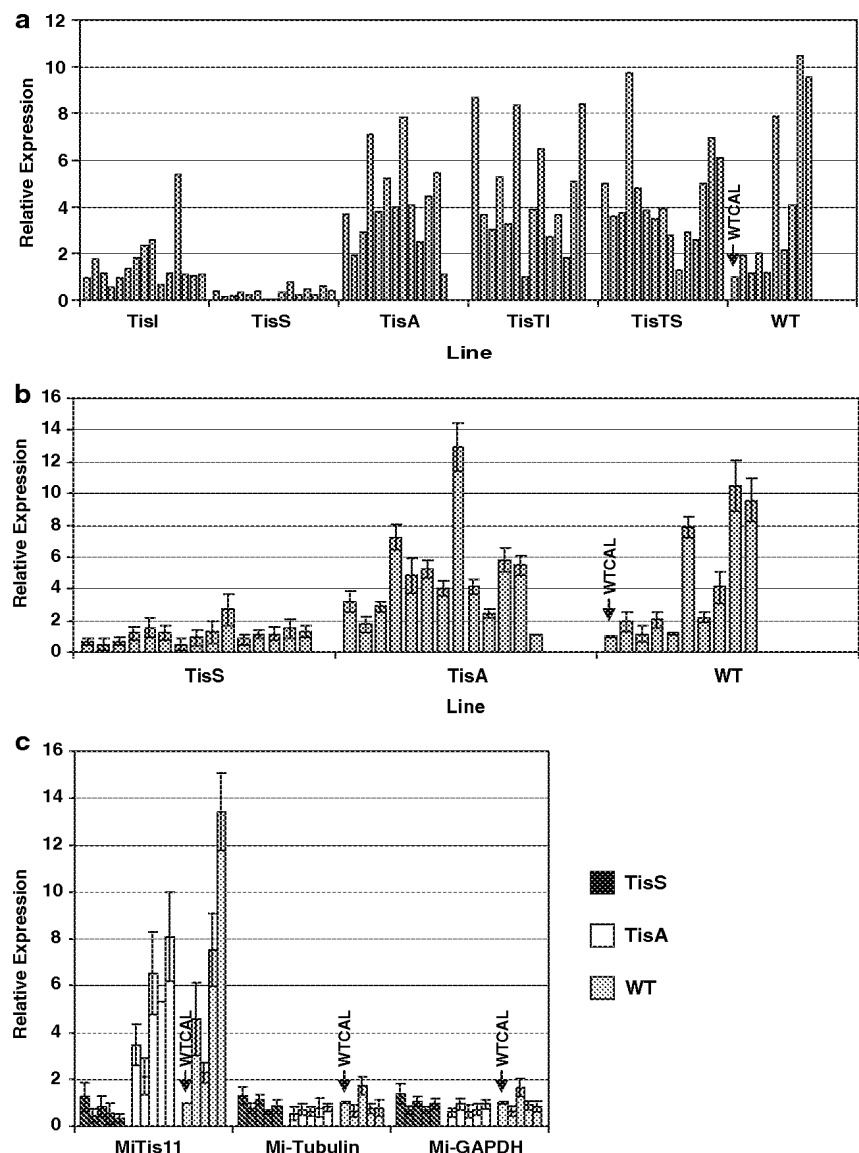 a
12
10
8
6
4
2
0
Relative Expression
WTCAL
TisI TisS TisA TisTI TisTS WT
Line
b
16
14
12
10
8
6
4
2
0
Relative Expression
WTCAL
TisS TisA WT
Line
c
16
14
12
10
8
6
4
2
0
Relative Expression
WTCAL WTCAL WTCAL
MiTis11 Mi-Tubulin Mi-GAPDH
TisS
TisA
WT